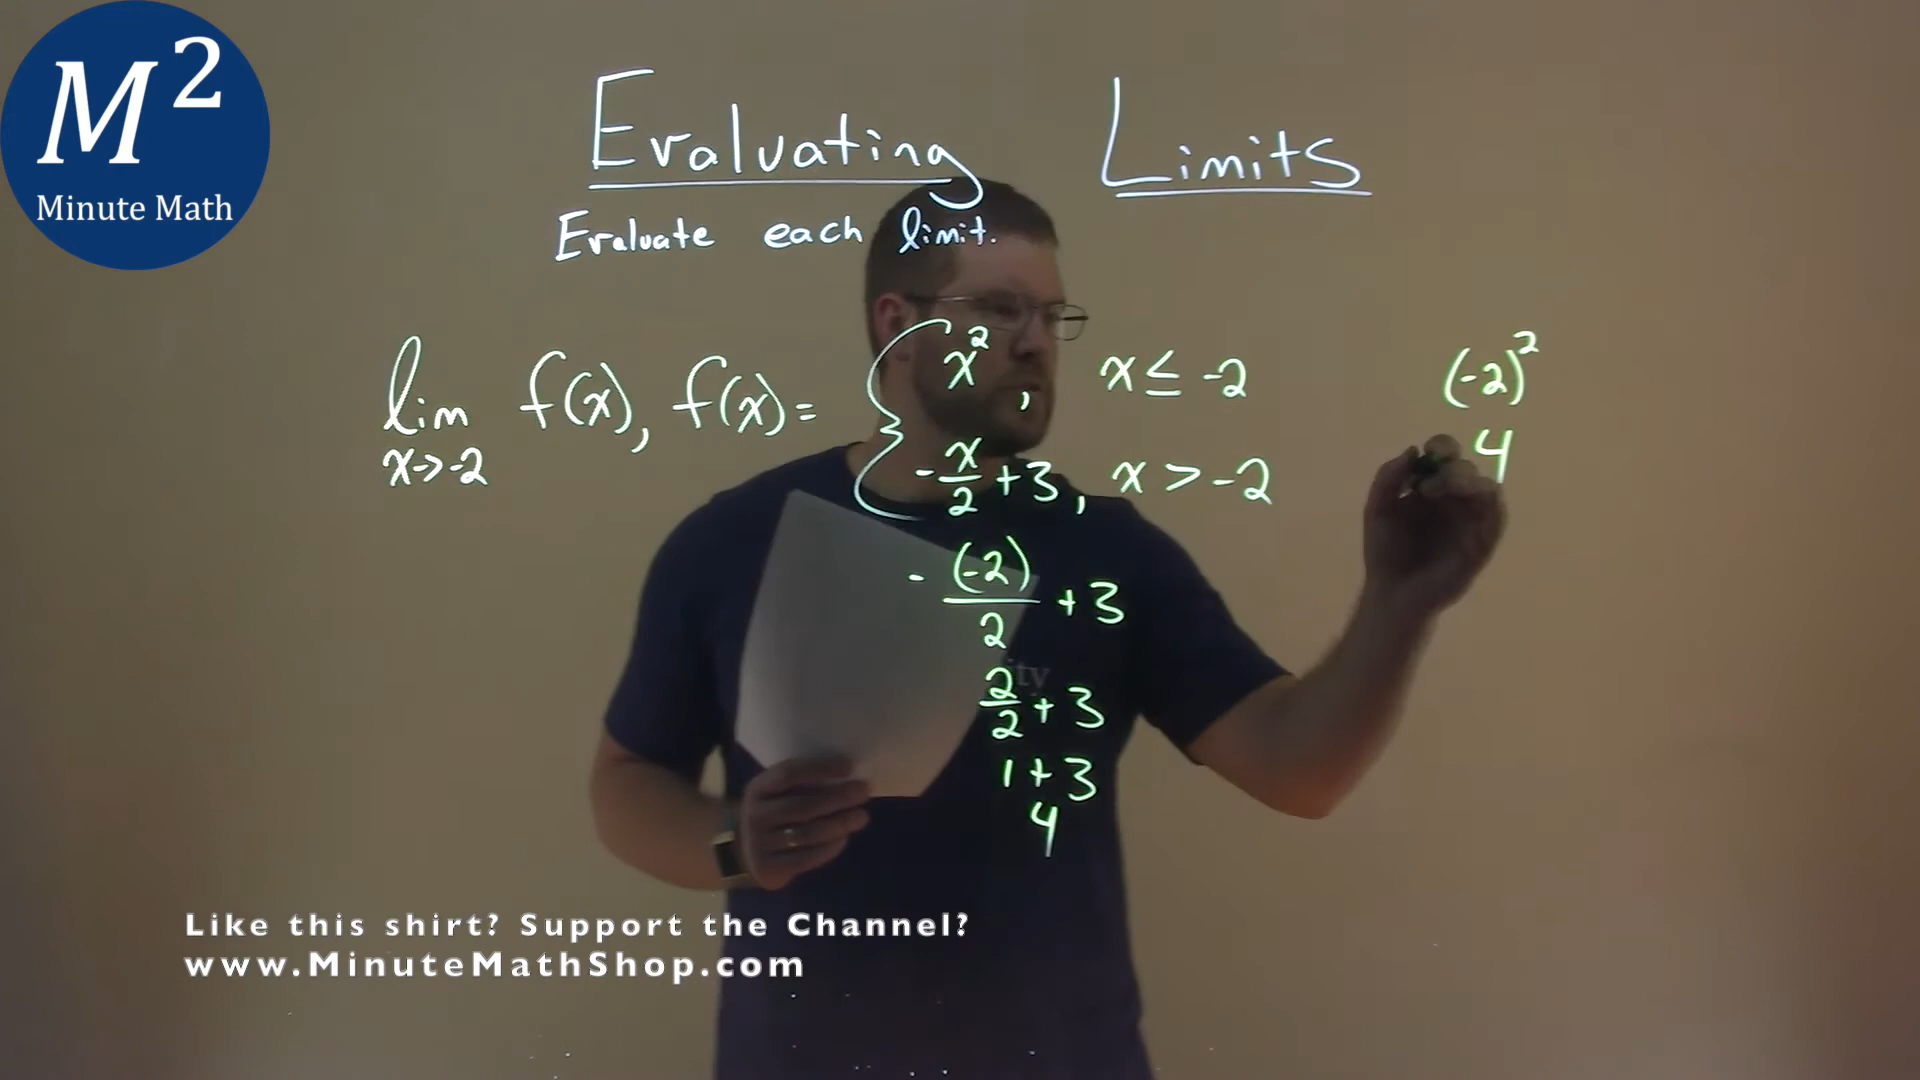 M²
Minute Math
Evaluating Limits
Evaluate each limit.
lim f(x), f(x) = { x², x ≤ -2
x→-2
-x/2 + 3, x > -2
(-2)²
4
- (-2)/2 + 3
ity
2/2 + 3
1 + 3
4
Like this shirt? Support the Channel?
www.MinuteMathShop.com